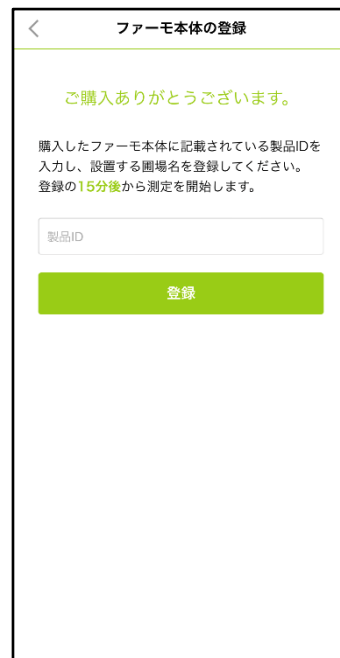 ファーモ本体の登録
ご購入ありがとうございます。
購入したファーモ本体に記載されている製品IDを
入力し、設置する圃場名を登録してください。
登録の15分後から測定を開始します。
製品ID
登録